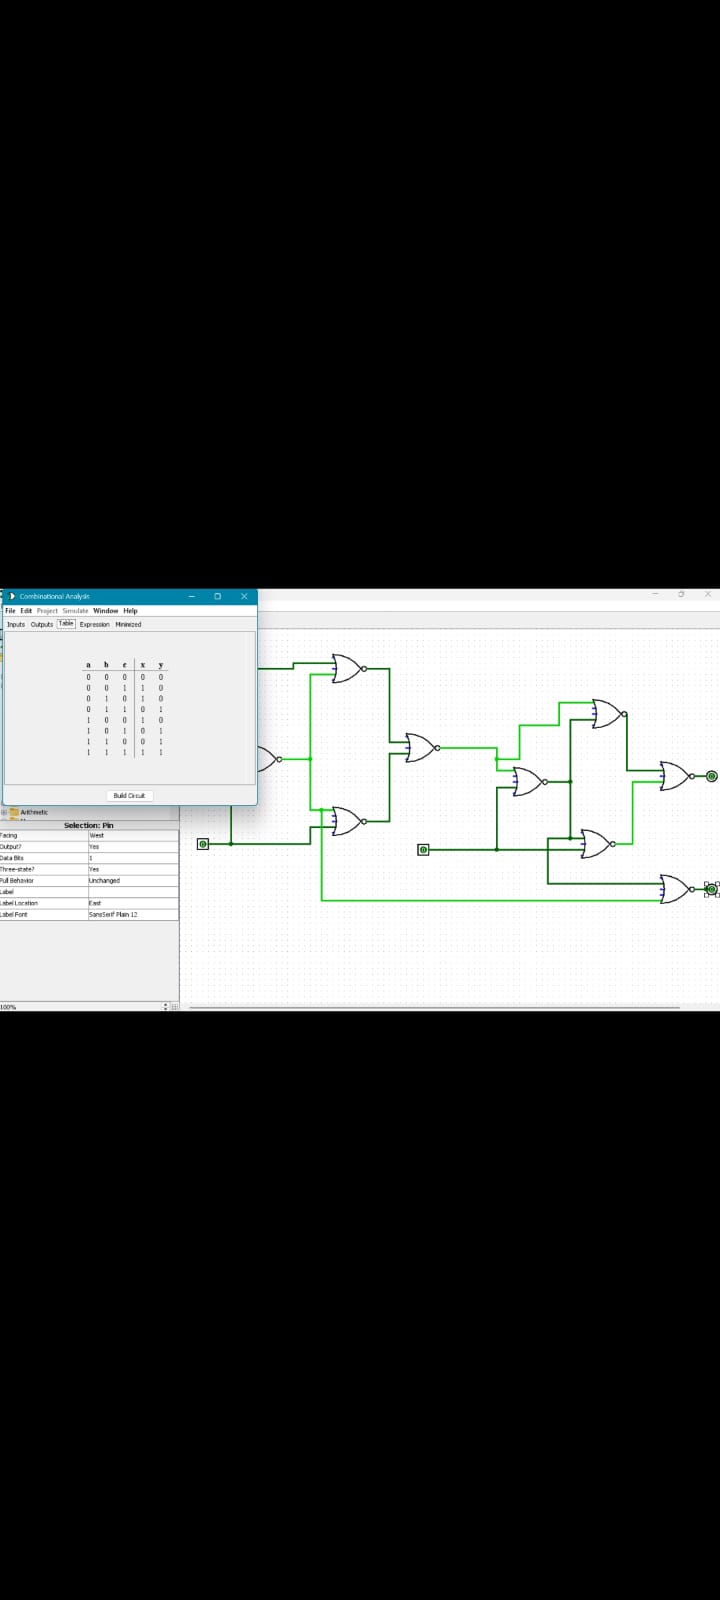 Combinational Analysis
File Edit Project Simulate Window Help
Inputs Outputs Table Expression Minimized
a b c x y
0 0 0 0 0
0 0 1 1 0
0 1 0 1 0
0 1 1 0 1
1 0 0 1 0
1 0 1 0 1
1 1 0 0 1
1 1 1 1 1
Build Circuit
Arithmetic
Selection: Pin
Facing West
Output? Yes
Data Bits 1
Three-state? Yes
Pull Behavior Unchanged
Label
Label Location East
Label Font SansSerif Plain 12
100%